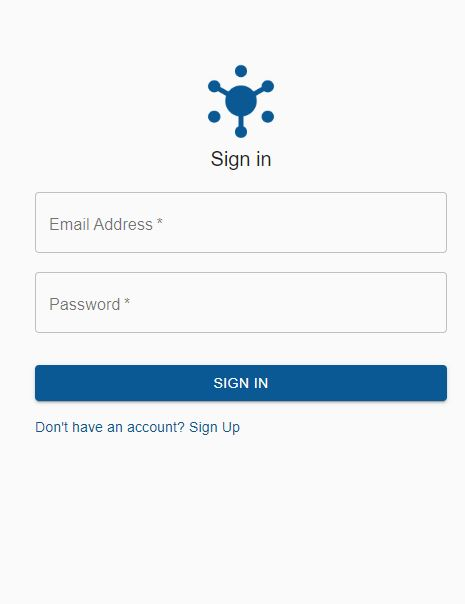 Sign in
Email Address *
Password *
SIGN IN
Don't have an account? Sign Up